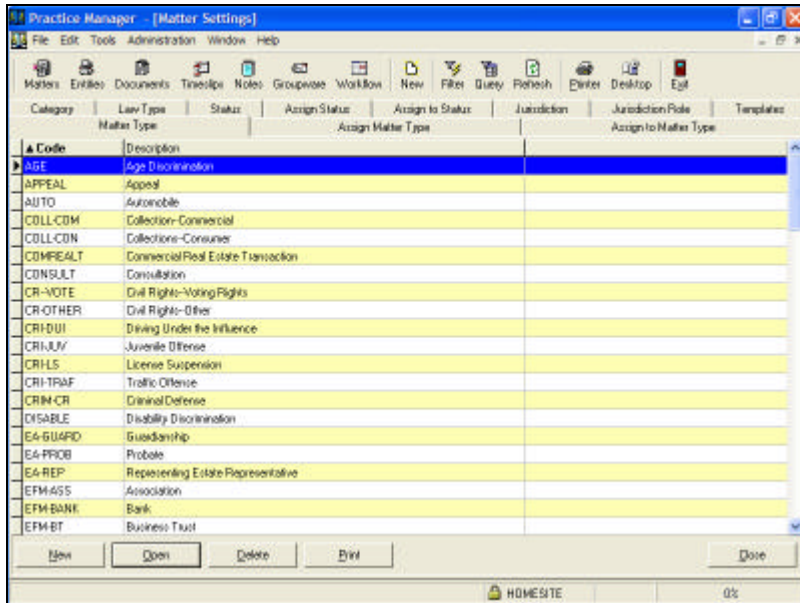 Practice Manager - [Matter Settings]
File Edit Tools Administration Window Help
Matters Entities Documents Timeslips Notes Groupware Workflow New Filter Query Refresh Printer Desktop Exit
Category Law Type Status Assign Status Assign to Status Jurisdiction Jurisdiction Role Templates
Matter Type Assign Matter Type Assign to Matter Type
Code Description
AGE Age Discrimination
APPEAL Appeal
AUTO Automobile
COLL-COM Collection-Commercial
COLL-CON Collections-Consumer
COMREALT Commercial Real Estate Transaction
CONSULT Consultation
CR-VOTE Civil Rights-Voting Rights
CR-OTHER Civil Rights-Other
CRI-DUI Driving Under the Influence
CRI-JUV Juvenile Offense
CRI-LS License Suspension
CRI-TRAF Traffic Offense
CRIM-CR Criminal Defense
DISABLE Disability Discrimination
EA-GUARD Guardianship
EA-PROB Probate
EA-REP Representing Estate Representative
EFM-ASS Association
EFM-BANK Bank
EFM-BT Business Trust
New Open Delete Print Close
HOMESITE 0%